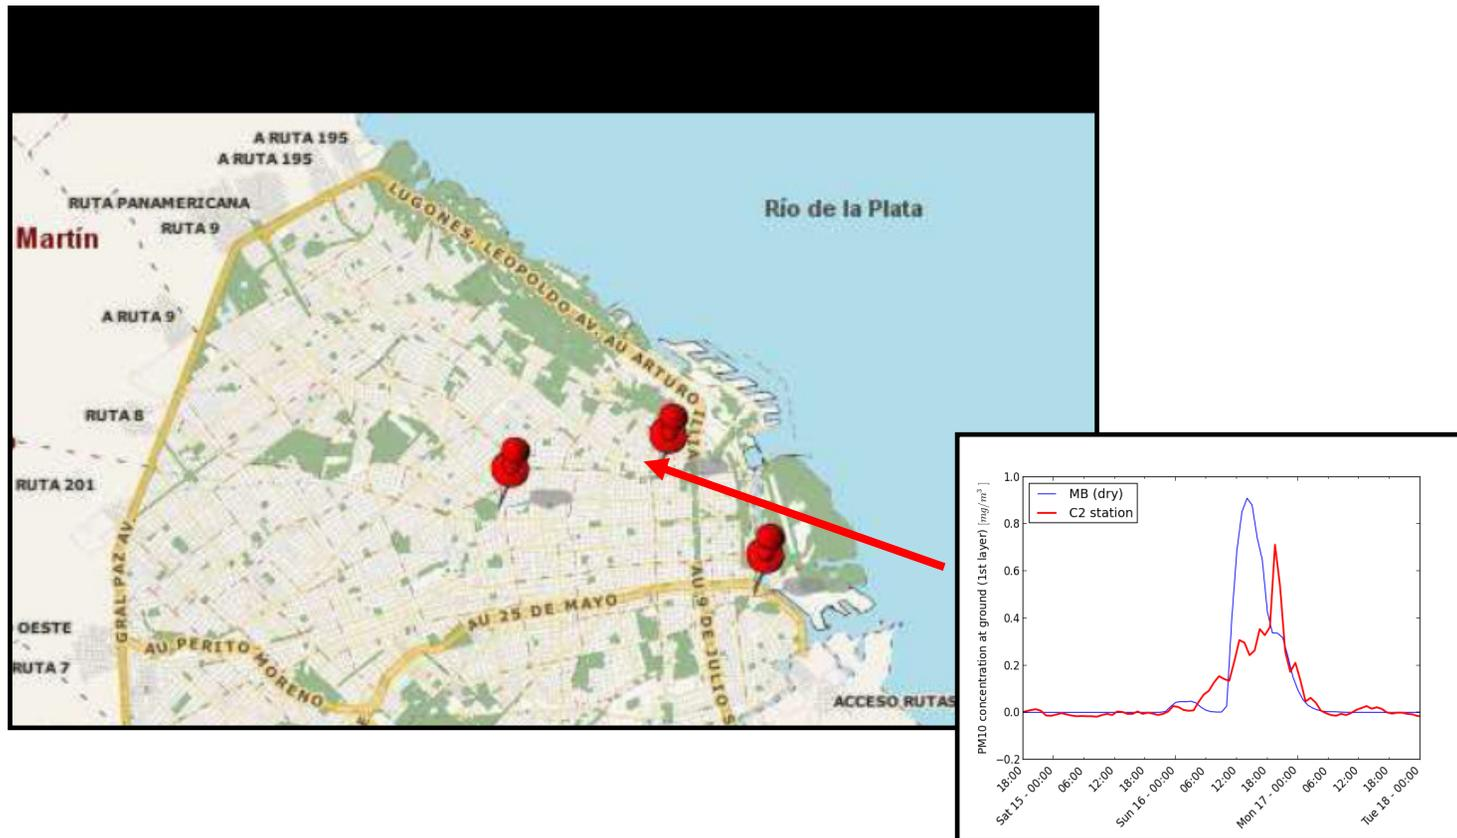 A RUTA 195
A RUTA 195
RUTA PANAMERICANA
RUTA 9
Martín
Río de la Plata
LUGONES, LEOPOLDO AV. AU ARTURO ILLIA
A RUTA 9
RUTA 8
RUTA 201
GRAL PAZ AV.
OESTE
RUTA 7
AU PERITO MORENO
AU 25 DE MAYO
AU 9 DE JULIO S
ACCESO RUTAS
PM10 concentration at ground (1st layer) [mg/m³]
1.0
MB (dry)
C2 station
0.8
0.6
0.4
0.2
0.0
−0.2
18:00
Sat 15 - 00:00
06:00
12:00
18:00
Sun 16 - 00:00
06:00
12:00
18:00
Mon 17 - 00:00
06:00
12:00
18:00
Tue 18 - 00:00